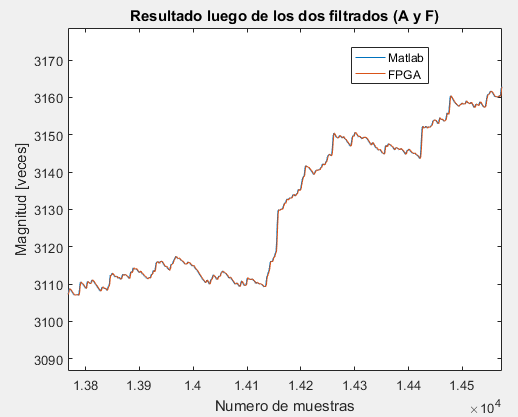 Resultado luego de los dos filtrados (A y F)
Matlab
FPGA
3170
3160
3150
3140
3130
3120
3110
3100
3090
Magnitud [veces]
1.38 1.39 1.4 1.41 1.42 1.43 1.44 1.45
Numero de muestras
×10⁴